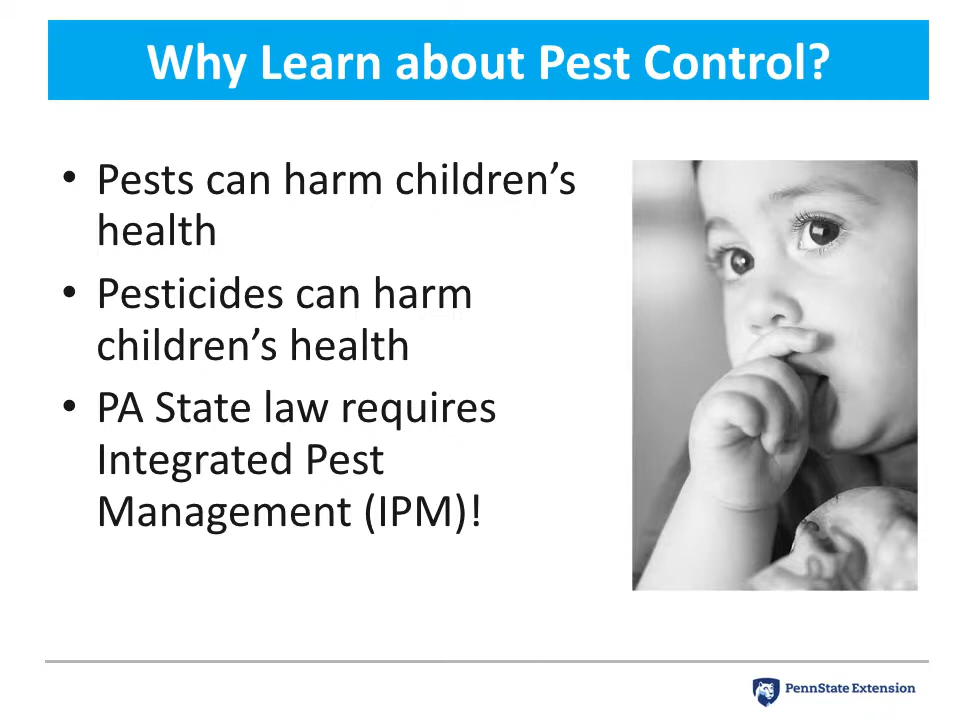 Why Learn about Pest Control?
• Pests can harm children’s
health
• Pesticides can harm
children’s health
• PA State law requires
Integrated Pest
Management (IPM)!
PennState Extension